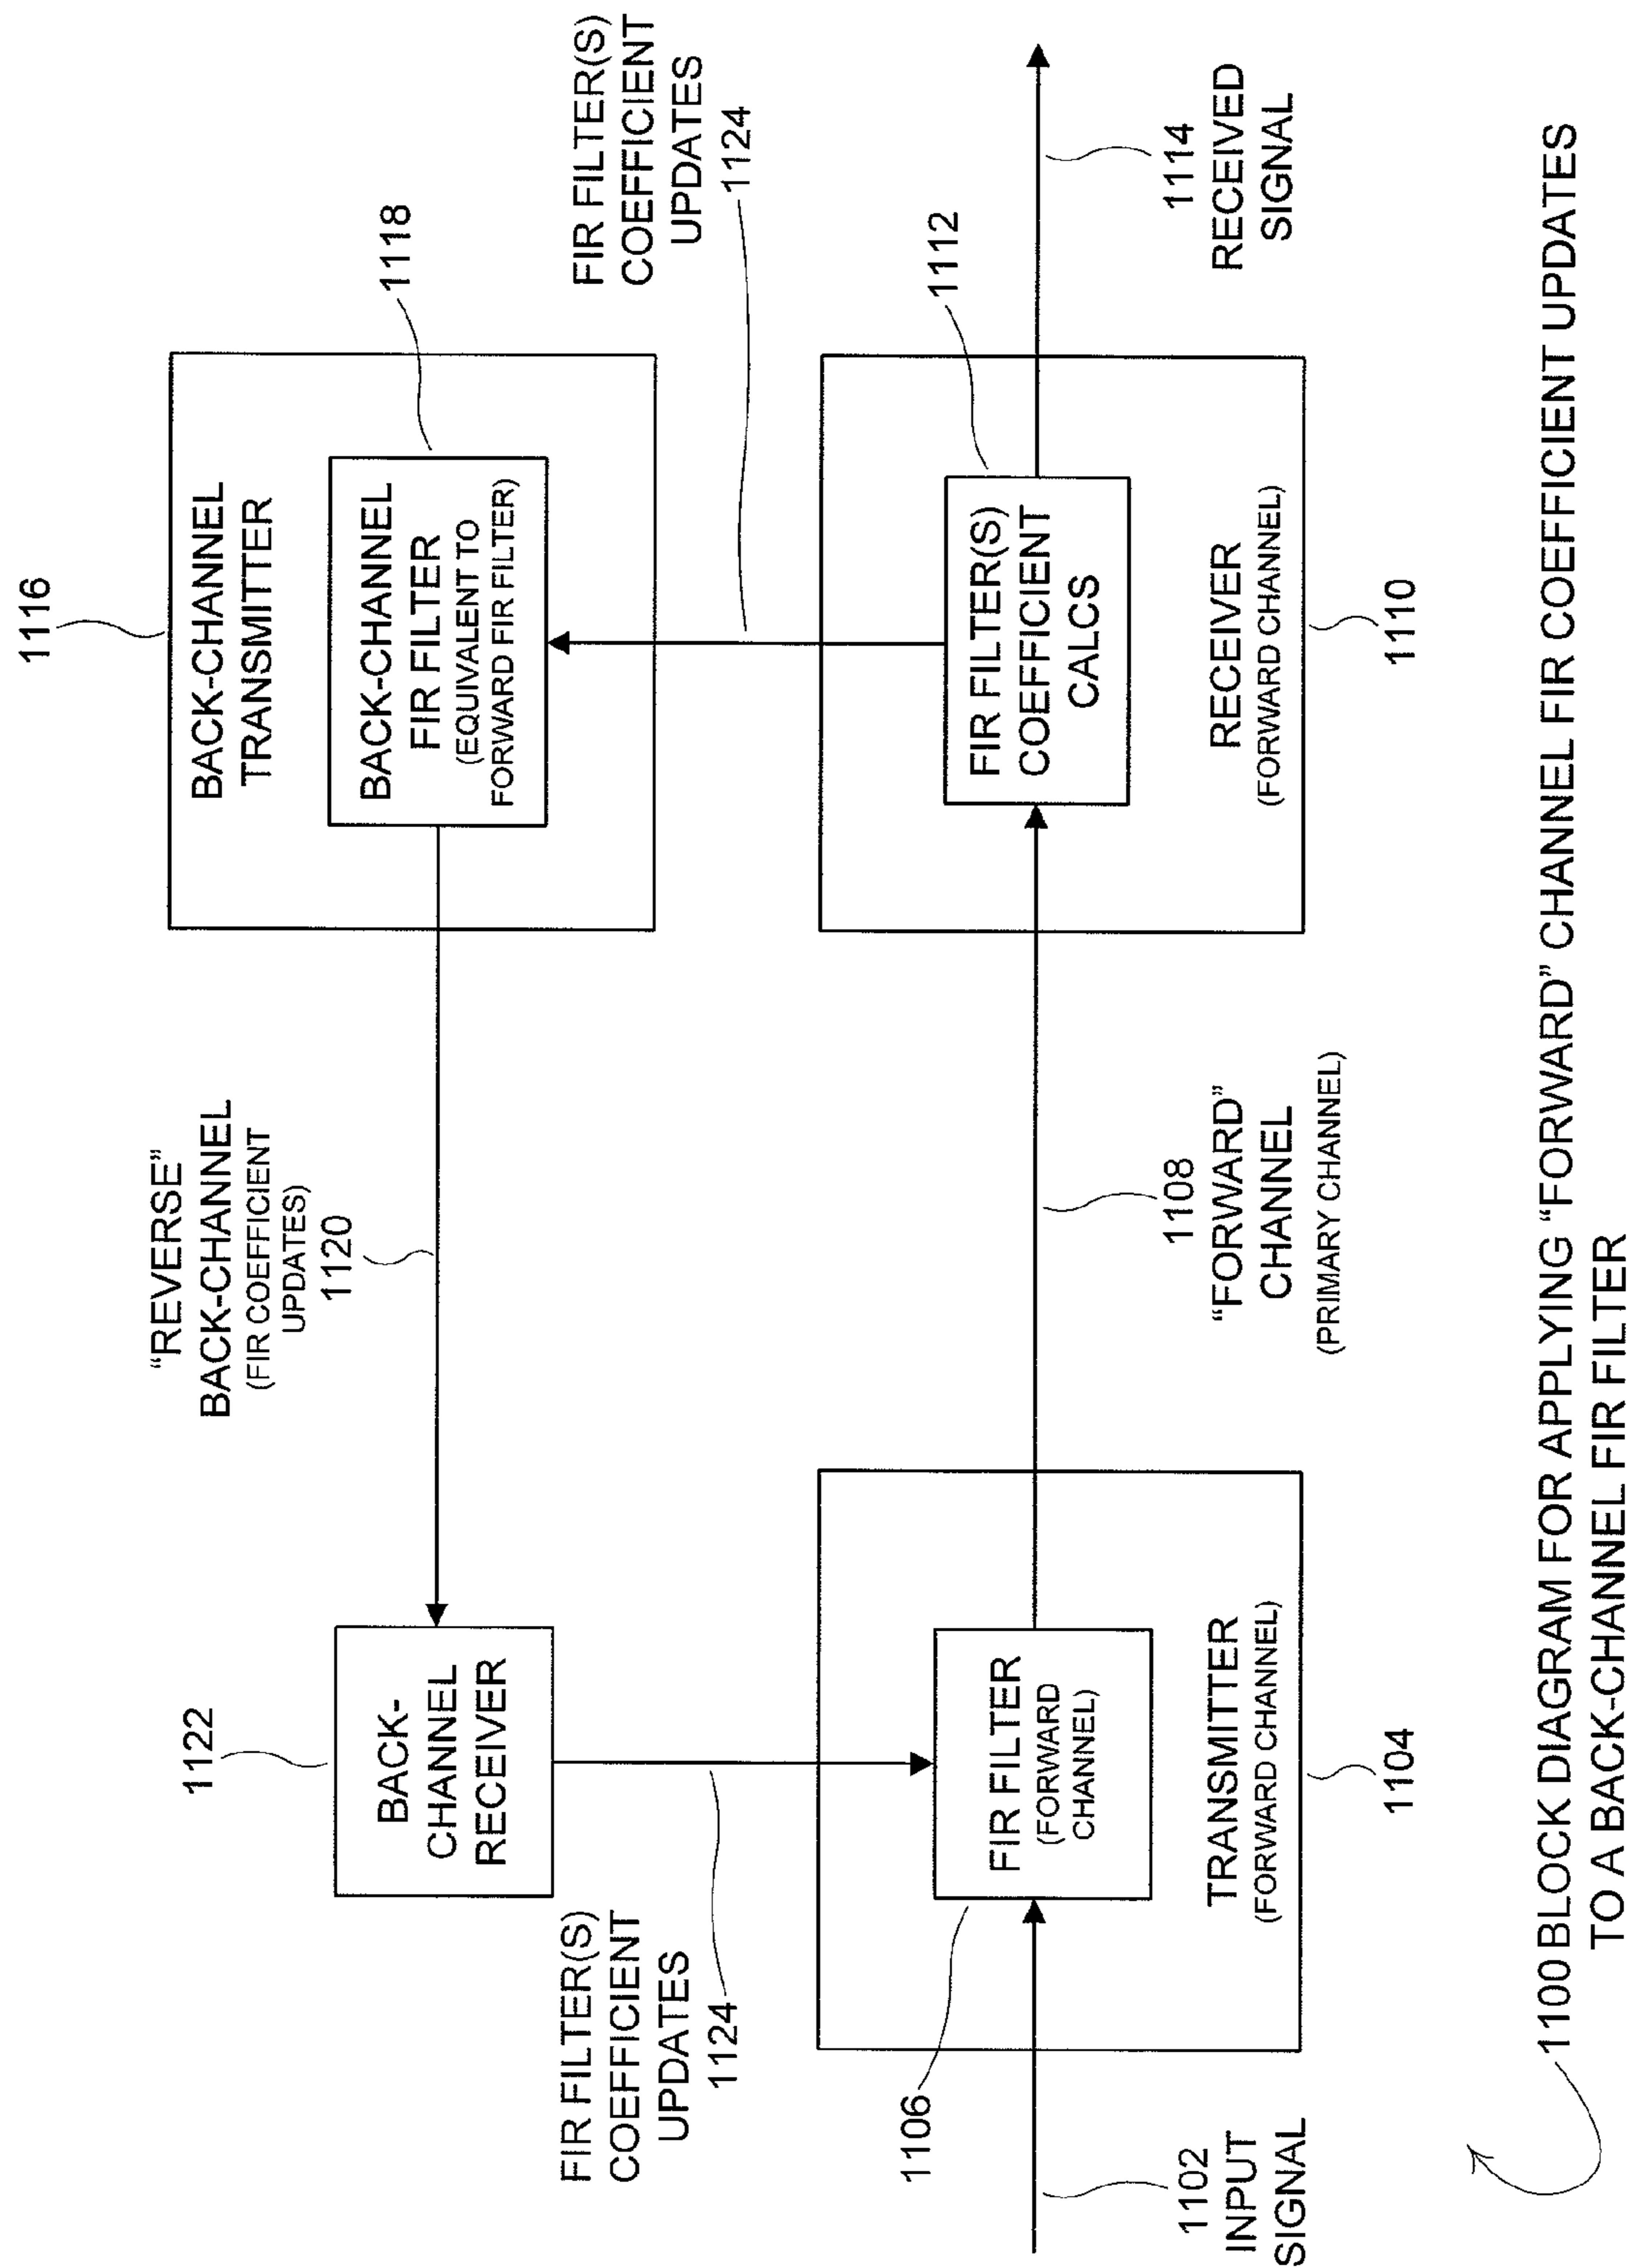 1116
BACK-CHANNEL
TRANSMITTER
1118
BACK-CHANNEL
FIR FILTER
(EQUIVALENT TO
FORWARD FIR FILTER)
"REVERSE"
BACK-CHANNEL
(FIR COEFFICIENT
UPDATES)
1120
1122
BACK-
CHANNEL
RECEIVER
FIR FILTER(S)
COEFFICIENT
UPDATES
1124
FIR FILTER(S)
COEFFICIENT
UPDATES
1124
1106
FIR FILTER
(FORWARD
CHANNEL)
TRANSMITTER
(FORWARD CHANNEL)
1104
1102
INPUT
SIGNAL
1108
"FORWARD"
CHANNEL
(PRIMARY CHANNEL)
1112
FIR FILTER(S)
COEFFICIENT
CALCS
RECEIVER
(FORWARD CHANNEL)
1110
1114
RECEIVED
SIGNAL
1100 BLOCK DIAGRAM FOR APPLYING "FORWARD" CHANNEL FIR COEFFICIENT UPDATES
TO A BACK-CHANNEL FIR FILTER